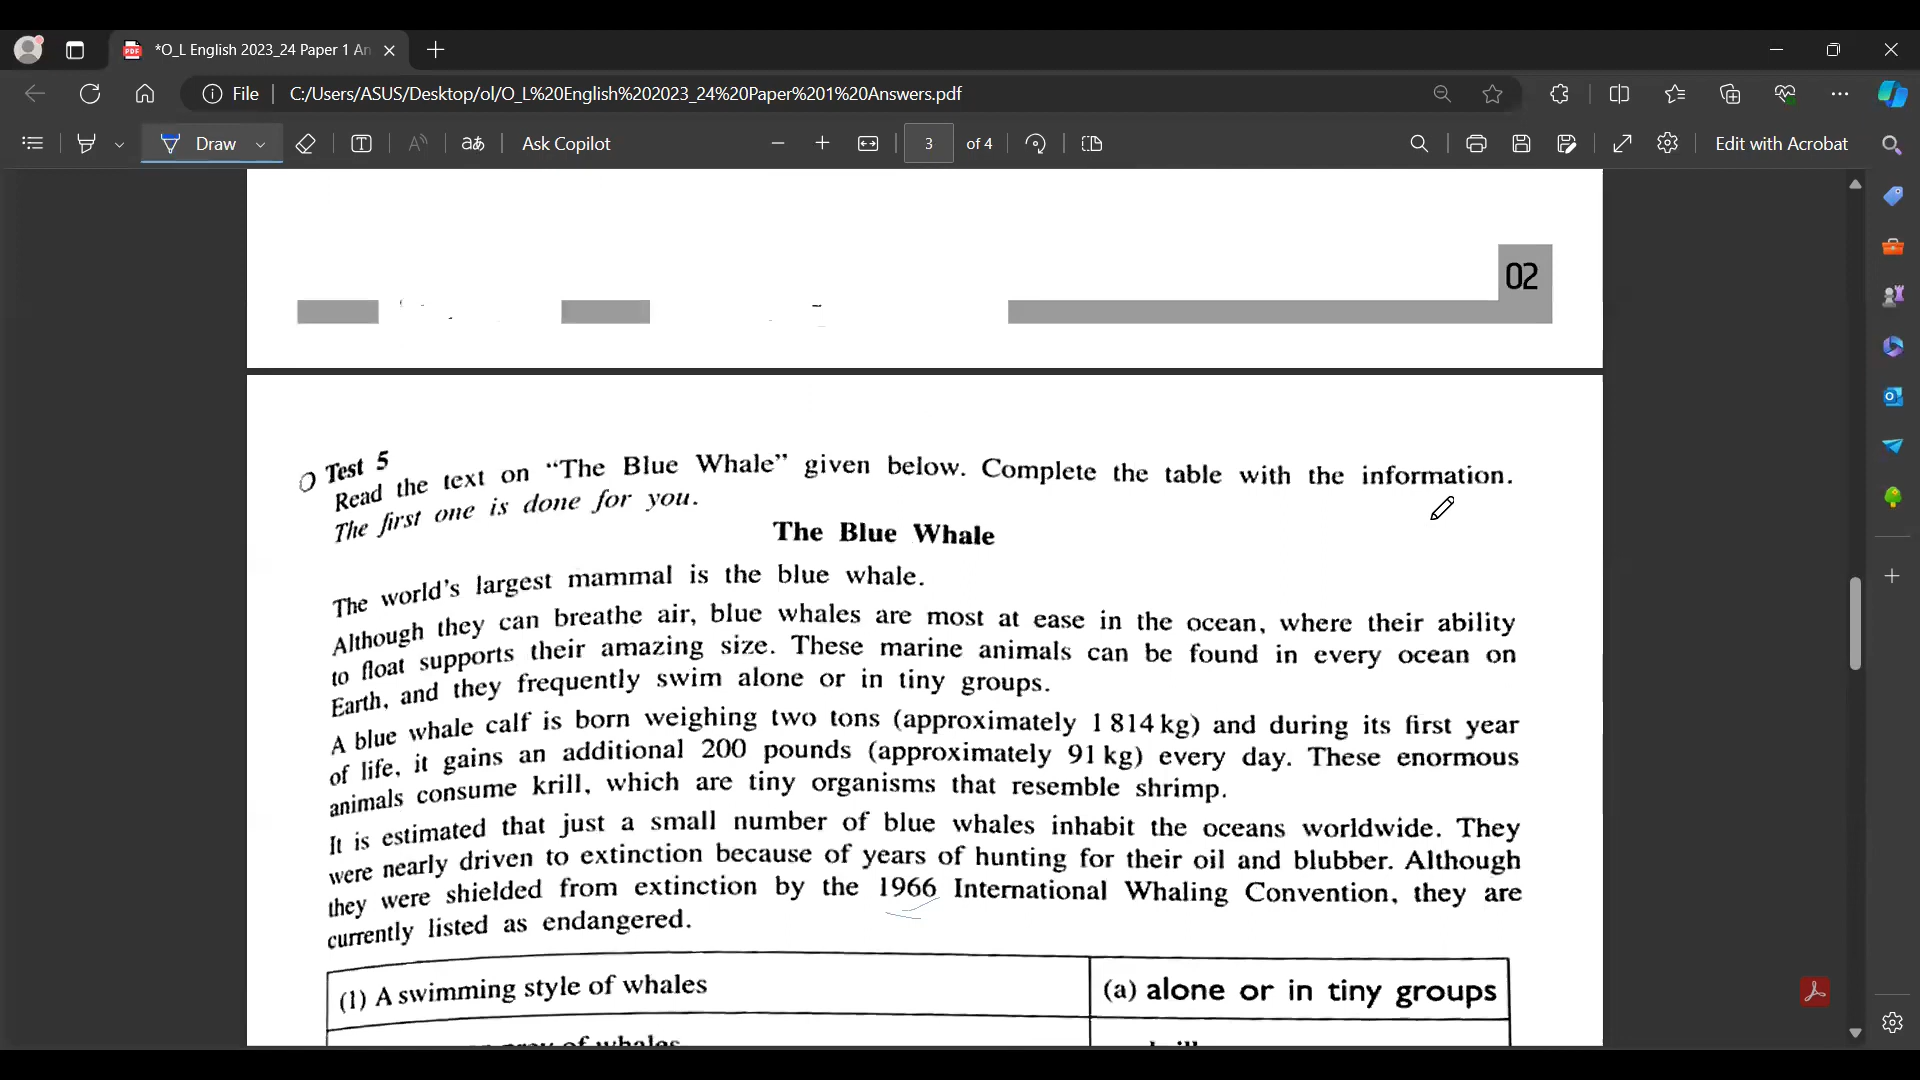 *O_L English 2023_24 Paper 1 An
File
C:/Users/ASUS/Desktop/ol/O_L%20English%202023_24%20Paper%201%20Answers.pdf
Draw
Ask Copilot
3 of 4
Edit with Acrobat
02
Test 5
Read the text on “The Blue Whale” given below. Complete the table with the information.
The first one is done for you.
The Blue Whale
The world's largest mammal is the blue whale.
Although they can breathe air, blue whales are most at ease in the ocean, where their ability
to float supports their amazing size. These marine animals can be found in every ocean on
Earth, and they frequently swim alone or in tiny groups.
A blue whale calf is born weighing two tons (approximately 1 814 kg) and during its first year
of life, it gains an additional 200 pounds (approximately 91 kg) every day. These enormous
animals consume krill, which are tiny organisms that resemble shrimp.
It is estimated that just a small number of blue whales inhabit the oceans worldwide. They
were nearly driven to extinction because of years of hunting for their oil and blubber. Although
they were shielded from extinction by the 1966 International Whaling Convention, they are
currently listed as endangered.
(1) A swimming style of whales
(a) alone or in tiny groups
of whales